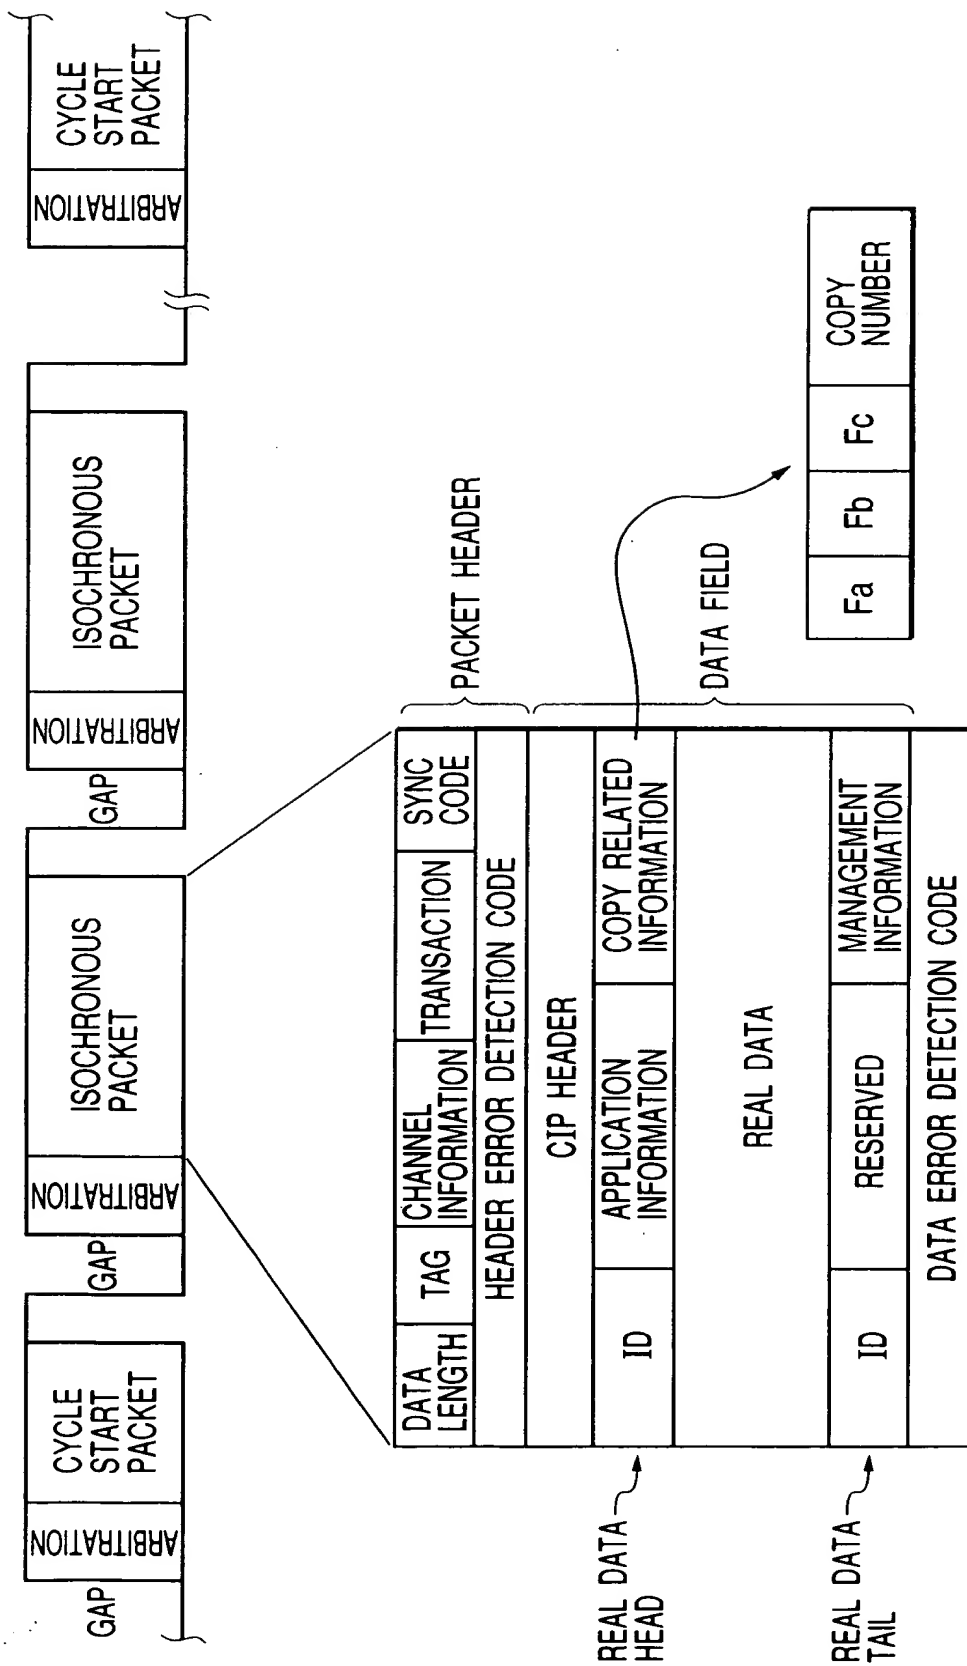 GAP
ARBITRATION
CYCLE
START
PACKET
GAP
ARBITRATION
ISOCHRONOUS
PACKET
GAP
ARBITRATION
ISOCHRONOUS
PACKET
ARBITRATION
CYCLE
START
PACKET
DATA
LENGTH
TAG
CHANNEL
INFORMATION
TRANSACTION
SYNC
CODE
PACKET HEADER
HEADER ERROR DETECTION CODE
CIP HEADER
REAL DATA
HEAD
ID
APPLICATION
INFORMATION
COPY RELATED
INFORMATION
DATA FIELD
REAL DATA
REAL DATA
TAIL
ID
RESERVED
MANAGEMENT
INFORMATION
DATA ERROR DETECTION CODE
Fa
Fb
Fc
COPY
NUMBER